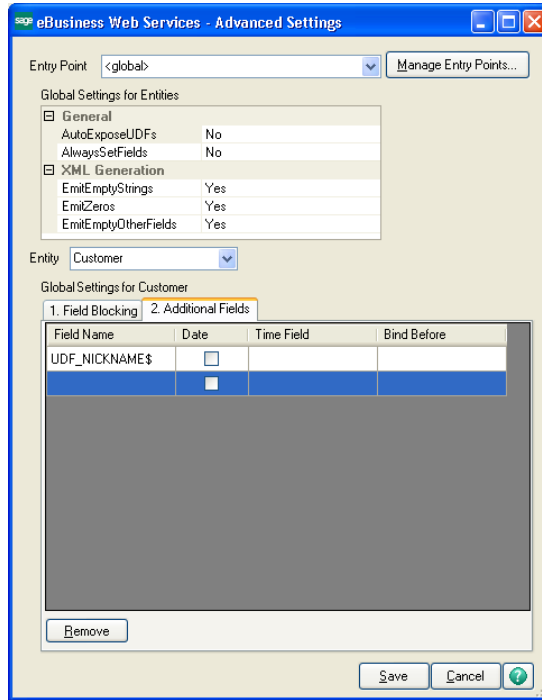 sage eBusiness Web Services - Advanced Settings
Entry Point <global> Manage Entry Points...
Global Settings for Entities
General
AutoExposeUDFs No
AlwaysSetFields No
XML Generation
EmitEmptyStrings Yes
EmitZeros Yes
EmitEmptyOtherFields Yes
Entity Customer
Global Settings for Customer
1. Field Blocking 2. Additional Fields
Field Name Date Time Field Bind Before
UDF_NICKNAME$
Remove
Save Cancel ?